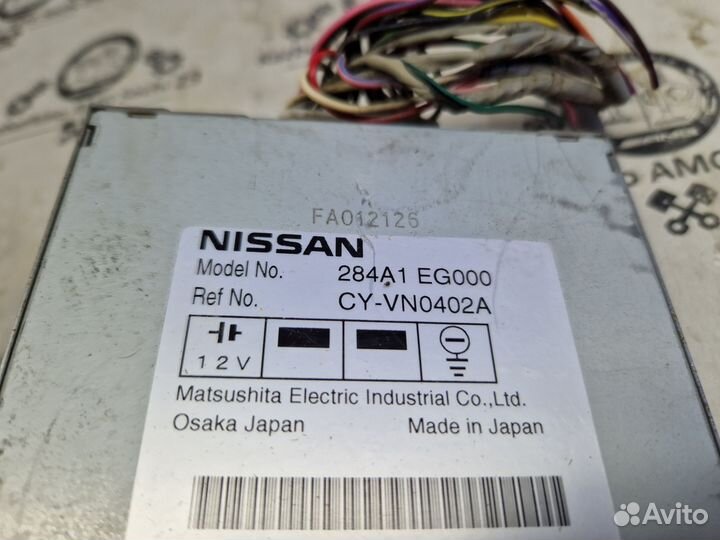 FA012126
NISSAN
Model No. 284A1 EG000
Ref No. CY-VN0402A
12V
Matsushita Electric Industrial Co.,Ltd.
Osaka Japan Made in Japan
Avito